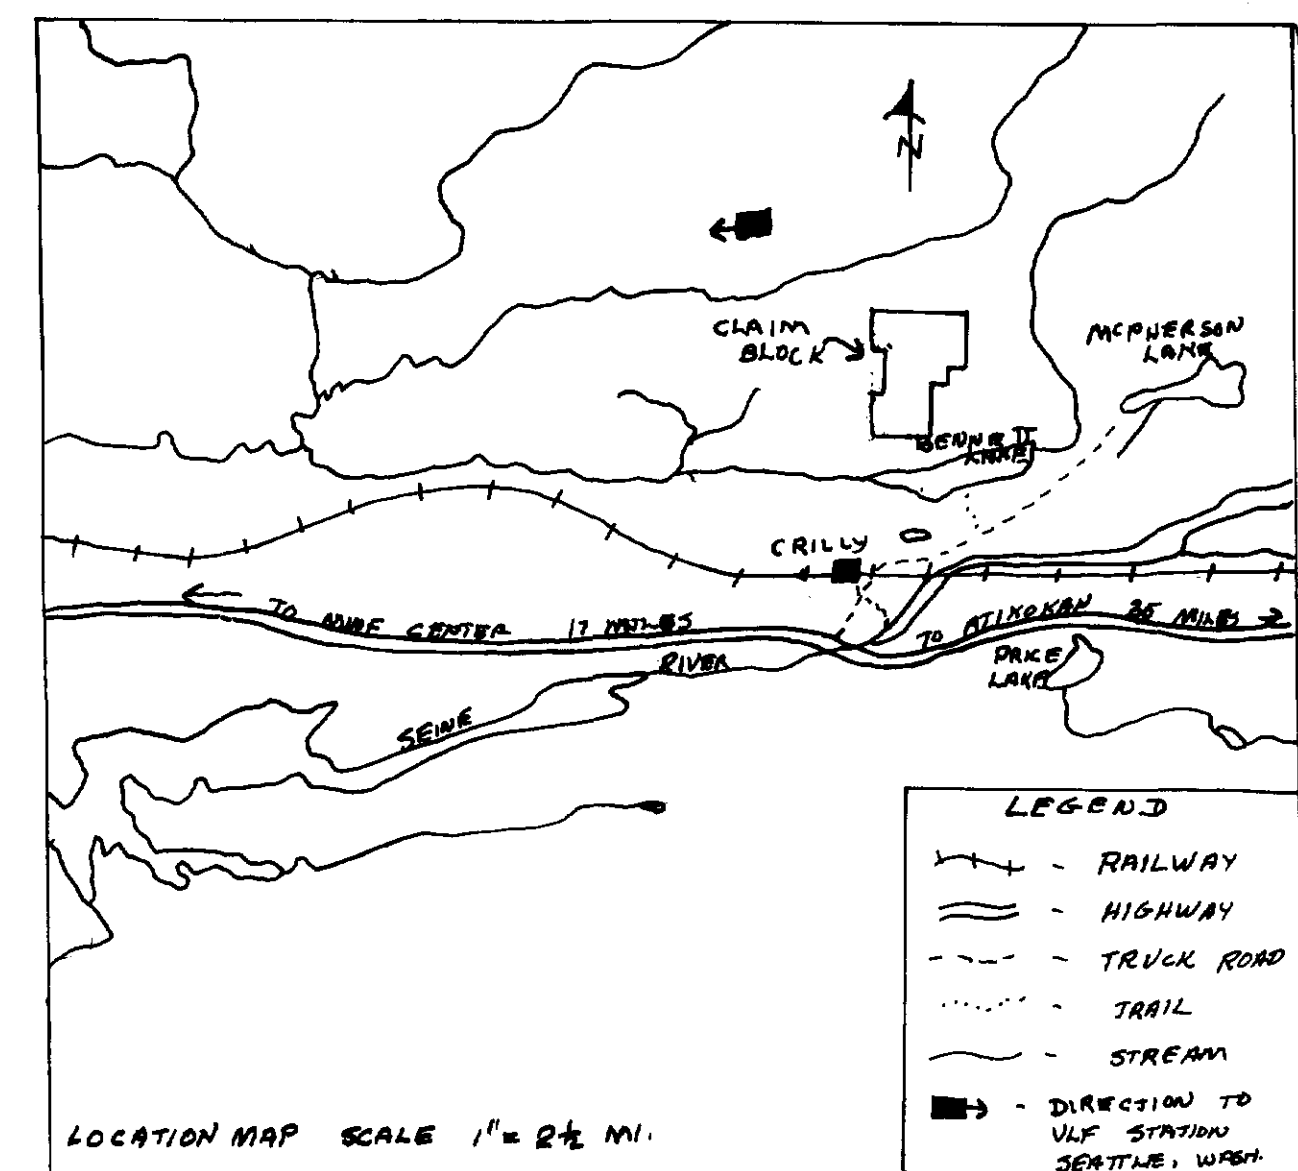 N
CLAIM
BLOCK
MCPHERSON
LAKE
BENNETT
LAKE
CRILLY
TO MINE CENTER 17 MILES
TO ATIKOKAN 25 MILES
SEINE RIVER
PRICE
LAKE
LEGEND
- RAILWAY
- HIGHWAY
- TRUCK ROAD
- TRAIL
- STREAM
- DIRECTION TO
VLF STATION
SEATTLE, WASH.
LOCATION MAP SCALE 1" = 2½ MI.